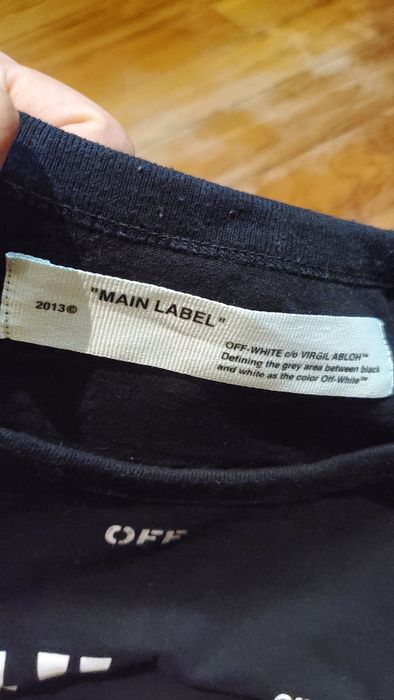 2013©
"MAIN LABEL"
OFF-WHITE c/o VIRGIL ABLOH™
Defining the grey area between black
and white as the color Off-White™
OFF